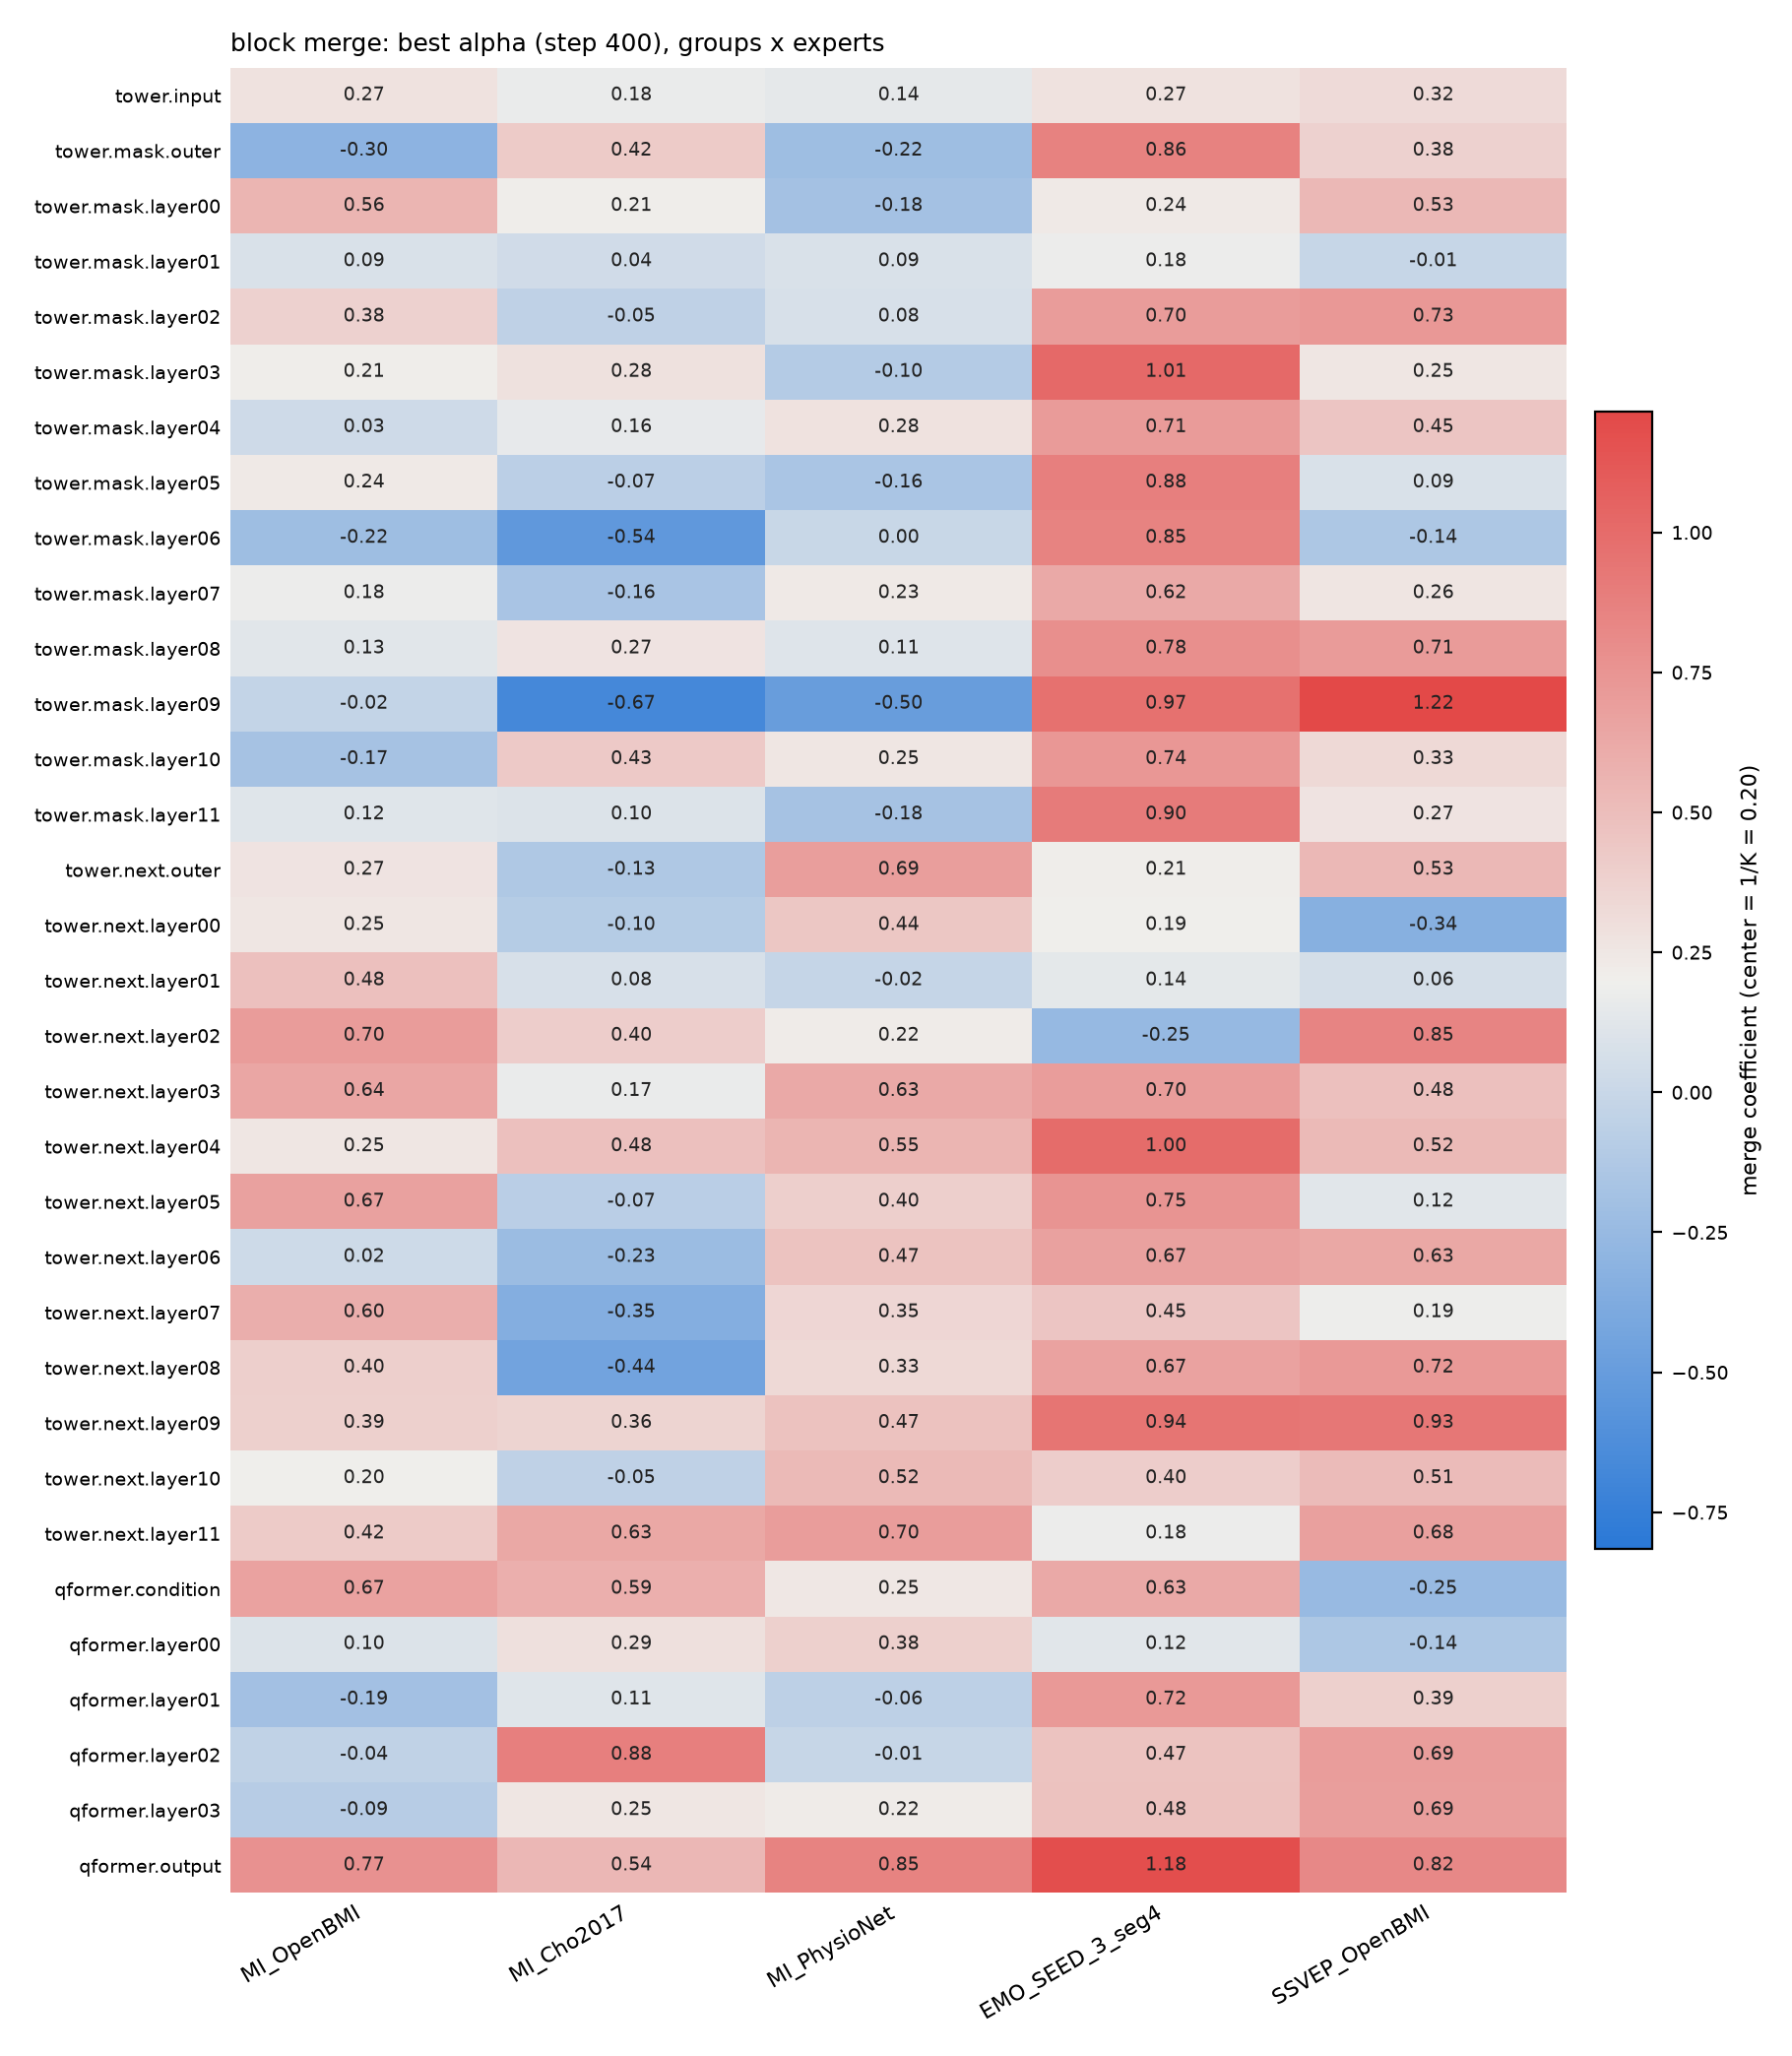 block merge: best alpha (step 400), groups x experts
tower.input 0.27 0.18 0.14 0.27 0.32
tower.mask.outer -0.30 0.42 -0.22 0.86 0.38
tower.mask.layer00 0.56 0.21 -0.18 0.24 0.53
tower.mask.layer01 0.09 0.04 0.09 0.18 -0.01
tower.mask.layer02 0.38 -0.05 0.08 0.70 0.73
tower.mask.layer03 0.21 0.28 -0.10 1.01 0.25
tower.mask.layer04 0.03 0.16 0.28 0.71 0.45
tower.mask.layer05 0.24 -0.07 -0.16 0.88 0.09
tower.mask.layer06 -0.22 -0.54 0.00 0.85 -0.14
tower.mask.layer07 0.18 -0.16 0.23 0.62 0.26
tower.mask.layer08 0.13 0.27 0.11 0.78 0.71
tower.mask.layer09 -0.02 -0.67 -0.50 0.97 1.22
tower.mask.layer10 -0.17 0.43 0.25 0.74 0.33
tower.mask.layer11 0.12 0.10 -0.18 0.90 0.27
tower.next.outer 0.27 -0.13 0.69 0.21 0.53
tower.next.layer00 0.25 -0.10 0.44 0.19 -0.34
tower.next.layer01 0.48 0.08 -0.02 0.14 0.06
tower.next.layer02 0.70 0.40 0.22 -0.25 0.85
tower.next.layer03 0.64 0.17 0.63 0.70 0.48
tower.next.layer04 0.25 0.48 0.55 1.00 0.52
tower.next.layer05 0.67 -0.07 0.40 0.75 0.12
tower.next.layer06 0.02 -0.23 0.47 0.67 0.63
tower.next.layer07 0.60 -0.35 0.35 0.45 0.19
tower.next.layer08 0.40 -0.44 0.33 0.67 0.72
tower.next.layer09 0.39 0.36 0.47 0.94 0.93
tower.next.layer10 0.20 -0.05 0.52 0.40 0.51
tower.next.layer11 0.42 0.63 0.70 0.18 0.68
qformer.condition 0.67 0.59 0.25 0.63 -0.25
qformer.layer00 0.10 0.29 0.38 0.12 -0.14
qformer.layer01 -0.19 0.11 -0.06 0.72 0.39
qformer.layer02 -0.04 0.88 -0.01 0.47 0.69
qformer.layer03 -0.09 0.25 0.22 0.48 0.69
qformer.output 0.77 0.54 0.85 1.18 0.82
MI_OpenBMI MI_Cho2017 MI_PhysioNet EMO_SEED_3_seg4 SSVEP_OpenBMI
1.00
0.75
0.50
0.25
0.00
−0.25
−0.50
−0.75
merge coefficient (center = 1/K = 0.20)